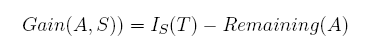 Gain(A, S)) = I_S(T) − Remaining(A)